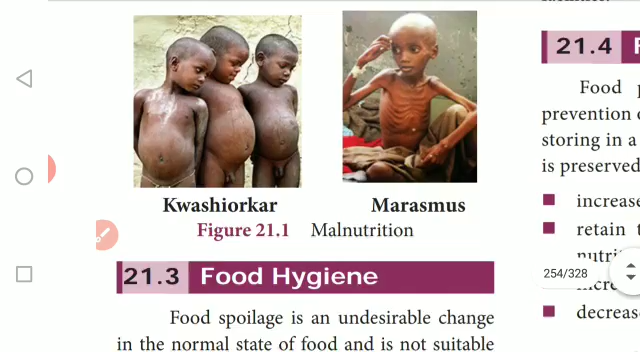 Kwashiorkar
Marasmus
Figure 21.1 Malnutrition
21.3 Food Hygiene
Food spoilage is an undesirable change
in the normal state of food and is not suitable
21.4
Food
prevention
storing in a
is preserved
■ increase
■ retain
254/328
■ decreas